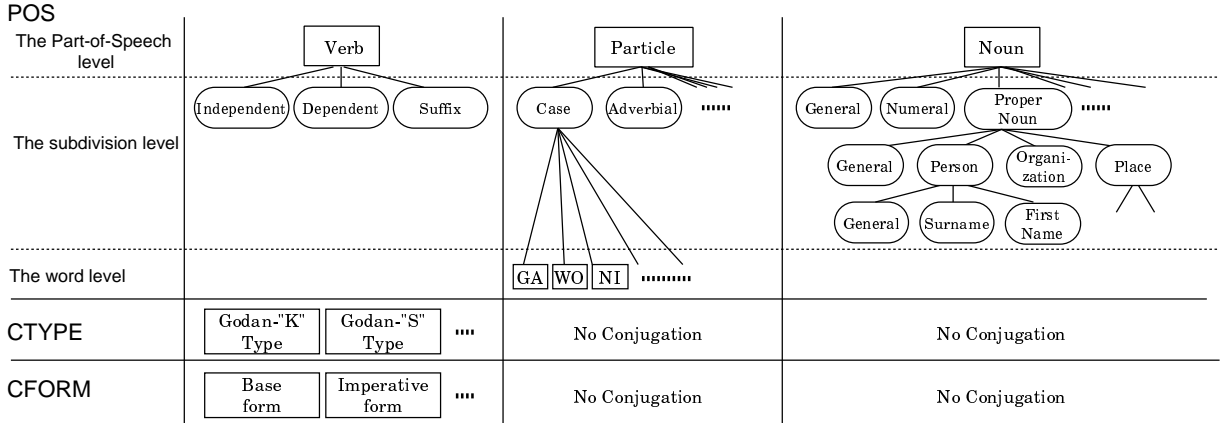 POS
The Part-of-Speech
level
Verb
Particle
Noun
Independent
Dependent
Suffix
Case
Adverbial
General
Numeral
Proper
Noun
The subdivision level
General
Person
Organi-
zation
Place
General
Surname
First
Name
The word level
GA
WO
NI
CTYPE
Godan-"K"
Type
Godan-"S"
Type
No Conjugation
No Conjugation
CFORM
Base
form
Imperative
form
No Conjugation
No Conjugation